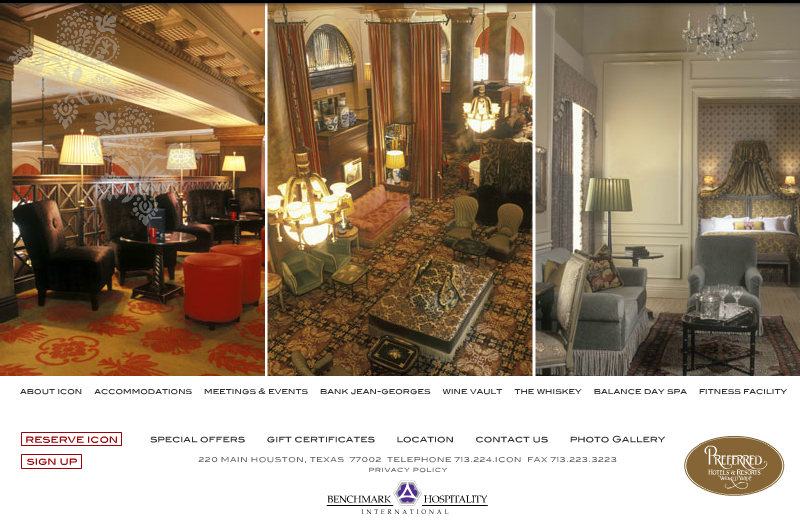 ABOUT ICON ACCOMMODATIONS MEETINGS & EVENTS BANK JEAN-GEORGES WINE VAULT THE WHISKEY BALANCE DAY SPA FITNESS FACILITY
RESERVE ICON SPECIAL OFFERS GIFT CERTIFICATES LOCATION CONTACT US PHOTO GALLERY
SIGN UP
220 MAIN HOUSTON, TEXAS 77002 TELEPHONE 713.224.ICON FAX 713.223.3223
PRIVACY POLICY
PREFERRED
HOTELS & RESORTS
WORLDWIDE
BENCHMARK HOSPITALITY
INTERNATIONAL